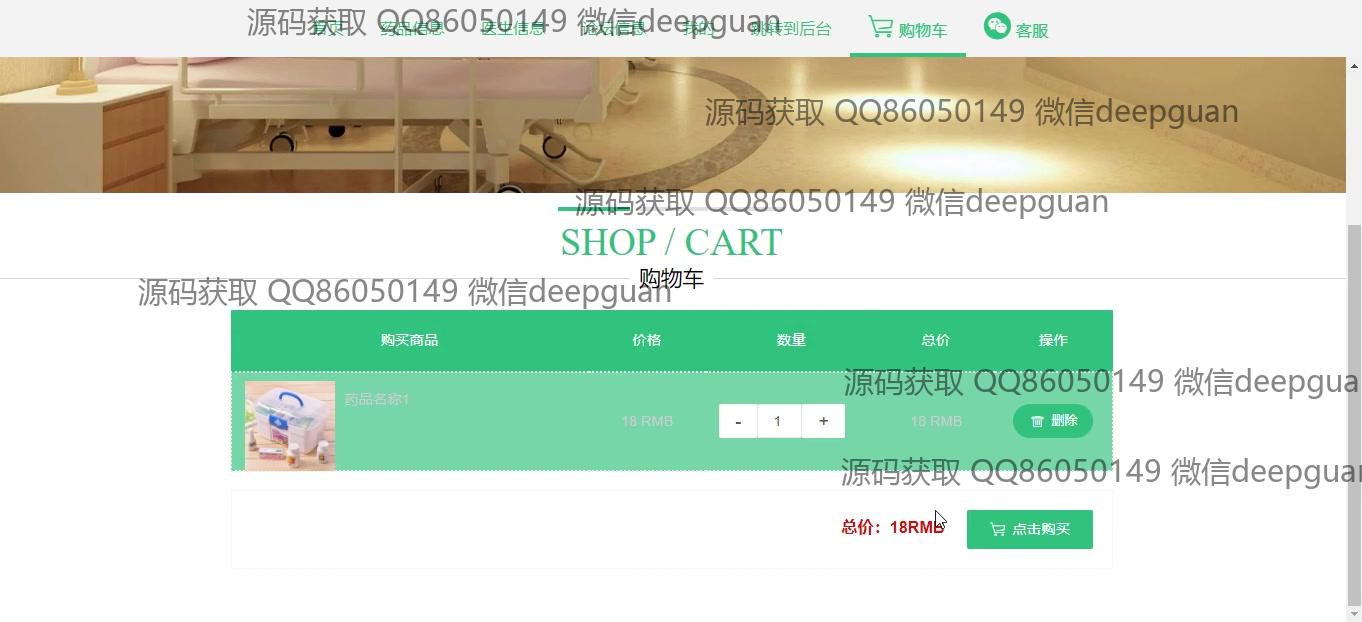 源码获取 QQ86050149 微信deepguan
首页 药品信息 医生信息 论坛信息 我的 跳转到后台 购物车 客服
源码获取 QQ86050149 微信deepguan
源码获取 QQ86050149 微信deepguan
SHOP / CART
购物车
源码获取 QQ86050149 微信deepguan
购买商品 价格 数量 总价 操作
源码获取 QQ86050149 微信deepgua
药品名称1
18 RMB - 1 + 18 RMB 删除
源码获取 QQ86050149 微信deepguan
总价：18RMB 点击购买